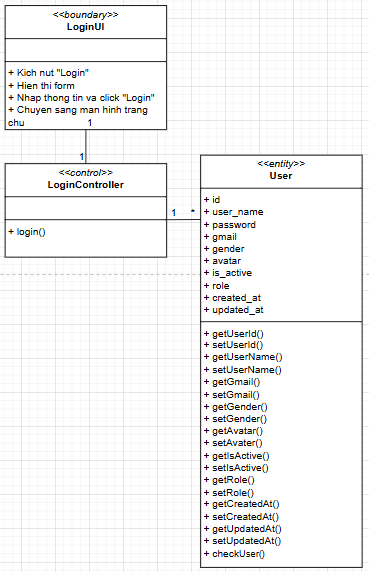 <<boundary>>
LoginUI
+ Kich nut "Login"
+ Hien thi form
+ Nhap thong tin va click "Login"
+ Chuyen sang man hinh trang
chu
1
1
<<control>>
LoginController
+ login()
1
*
<<entity>>
User
+ id
+ user_name
+ password
+ gmail
+ gender
+ avatar
+ is_active
+ role
+ created_at
+ updated_at
+ getUserId()
+ setUserId()
+ getUserName()
+ setUserName()
+ getGmail()
+ setGmail()
+ getGender()
+ setGender()
+ getAvatar()
+ setAvater()
+ getIsActive()
+ setIsActive()
+ getRole()
+ setRole()
+ getCreatedAt()
+ setCreatedAt()
+ getUpdatedAt()
+ setUpdatedAt()
+ checkUser()